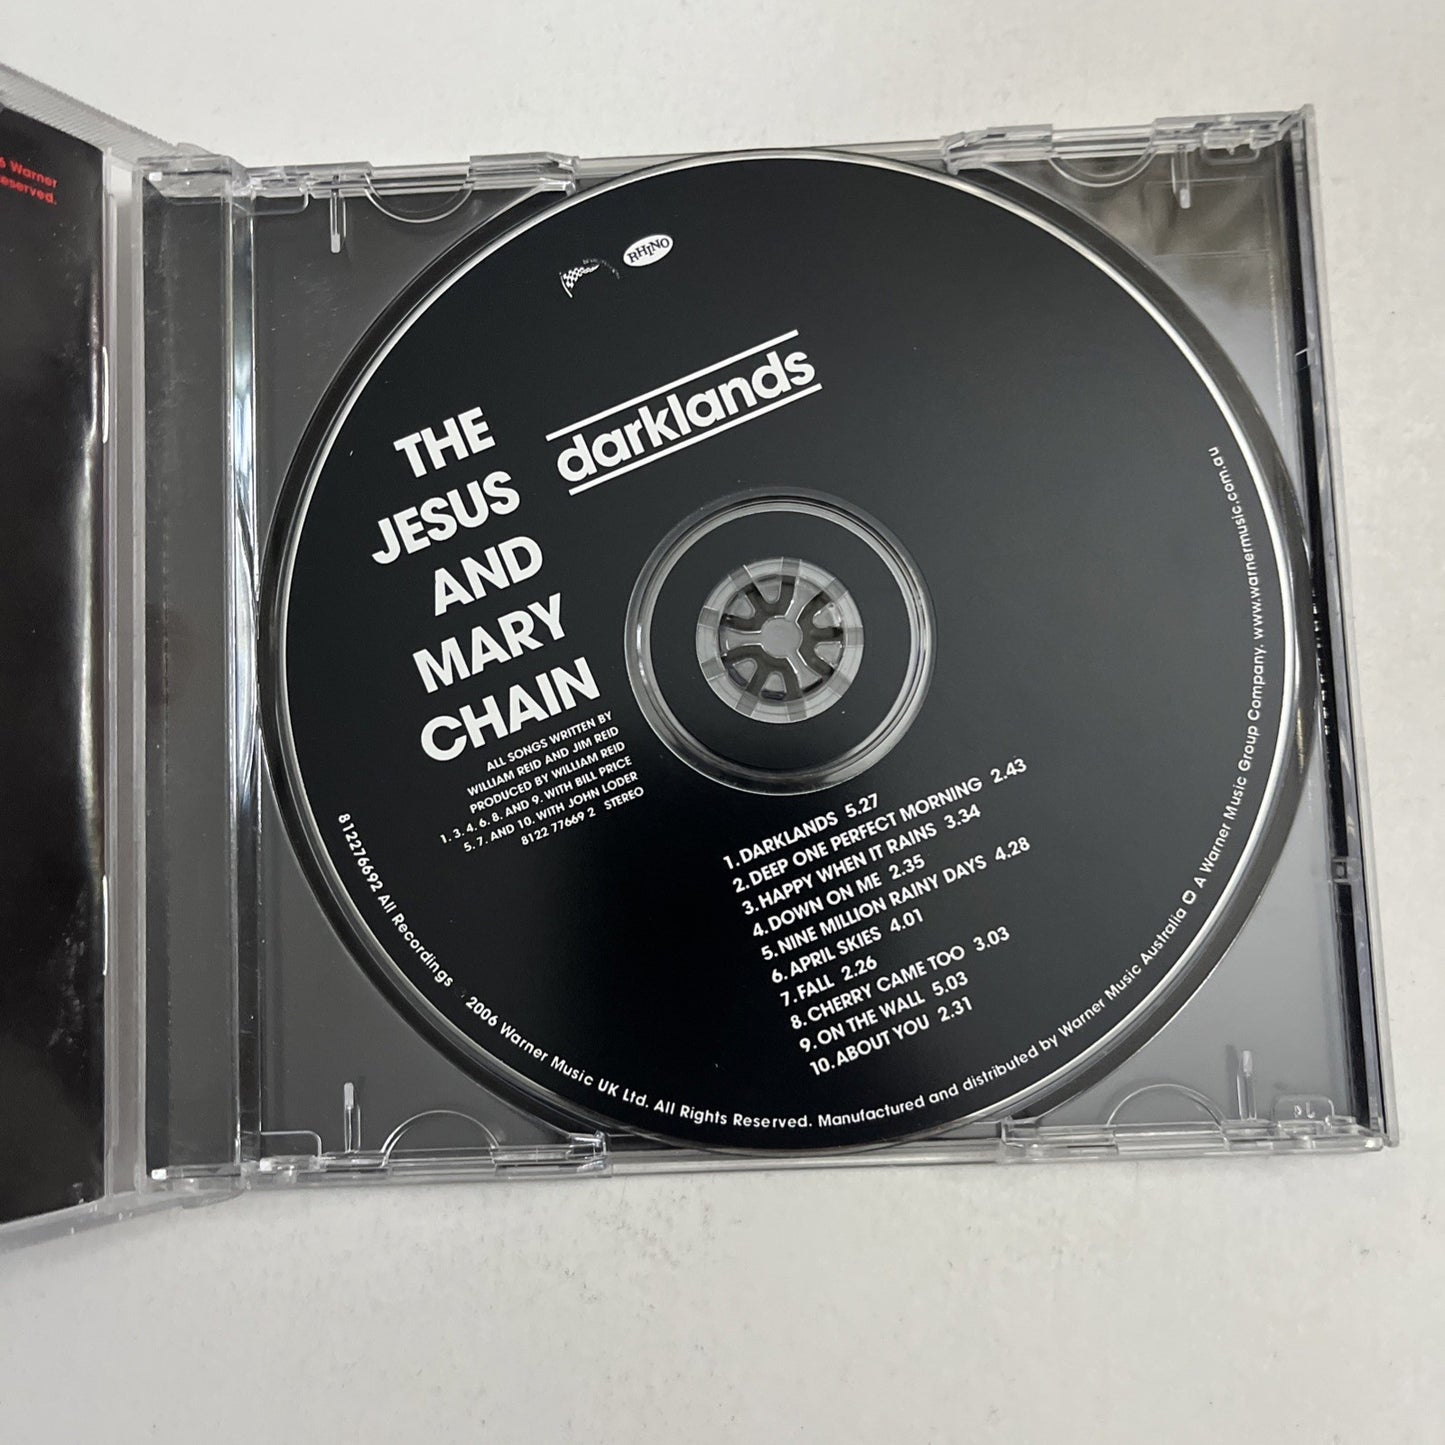 6 Warner
eserved.
RHINO
darklands
THE
JESUS
AND
MARY
CHAIN
ALL SONGS WRITTEN BY
WILLIAM REID AND JIM REID
PRODUCED BY WILLIAM REID
1. 3. 4. 6. 8. AND 9. WITH BILL PRICE
5. 7. AND 10. WITH JOHN LODER
8122 77669 2 STEREO
1. DARKLANDS 5.27
2. DEEP ONE PERFECT MORNING 2.43
3. HAPPY WHEN IT RAINS 3.34
4. DOWN ON ME 2.35
5. NINE MILLION RAINY DAYS 4.28
6. APRIL SKIES 4.01
7. FALL 2.26
8. CHERRY CAME TOO 3.03
9. ON THE WALL 5.03
10. ABOUT YOU 2.31
812276692 All Recordings 2006 Warner Music UK Ltd. All Rights Reserved. Manufactured and distributed by Warner Music Australia A Warner Music Group Company. www.warnermusic.com.au